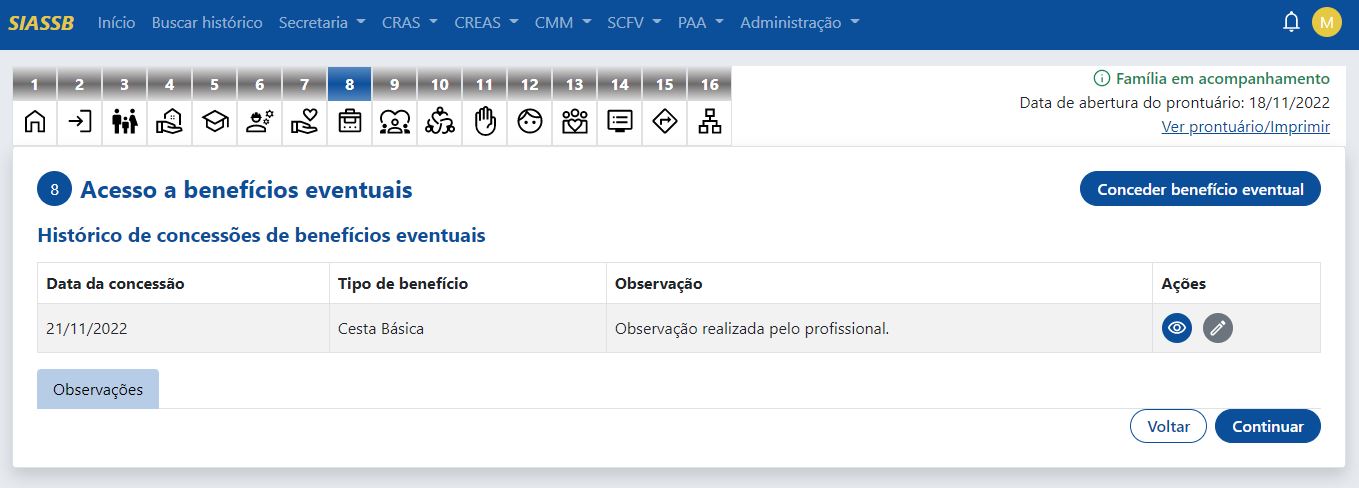 SIASSB Início Buscar histórico Secretaria CRAS CREAS CMM SCFV PAA Administração M
1 2 3 4 5 6 7 8 9 10 11 12 13 14 15 16
Família em acompanhamento
Data de abertura do prontuário: 18/11/2022
Ver prontuário/Imprimir
8 Acesso a benefícios eventuais
Conceder benefício eventual
Histórico de concessões de benefícios eventuais
Data da concessão Tipo de benefício Observação Ações
21/11/2022 Cesta Básica Observação realizada pelo profissional.
Observações
Voltar Continuar